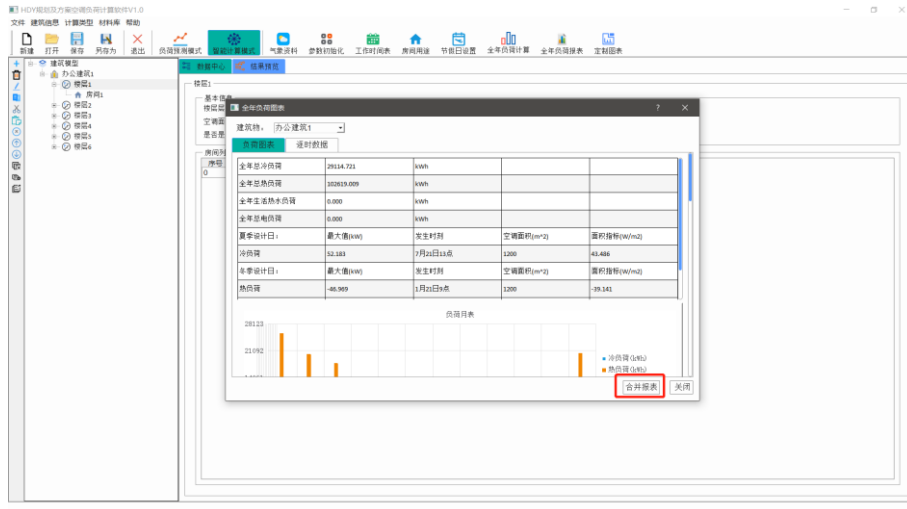 HDY规划及方案空调负荷计算软件V1.0
文件 建筑信息 计算类型 材料库 帮助
新建 打开 保存 另存为 退出 负荷预测模式 智能计算模式 气象资料 参数初始化 工作时间表 房间用途 节假日设置 全年负荷计算 全年负荷报表 定制图表
建筑模型
办公建筑1
楼层1
房间1
楼层2
楼层3
楼层4
楼层5
楼层6
数据中心 结果预览
楼层1
基本信息
楼层层
空调面
是否是
房间列
序号
0
全年负荷图表
建筑物: 办公建筑1
负荷图表 逐时数据
全年总冷负荷 29114.721 kWh
全年总热负荷 102619.009 kWh
全年生活热水负荷 0.000 kWh
全年总电负荷 0.000 kWh
夏季设计日: 最大值(kW) 发生时刻 空调面积(m^2) 面积指标(W/m2)
冷负荷 52.183 7月21日13点 1200 43.486
冬季设计日: 最大值(kW) 发生时刻 空调面积(m^2) 面积指标(W/m2)
热负荷 -46.969 1月21日9点 1200 -39.141
负荷月表
28123
21092
冷负荷(kWh)
热负荷(kWh)
合并报表 关闭